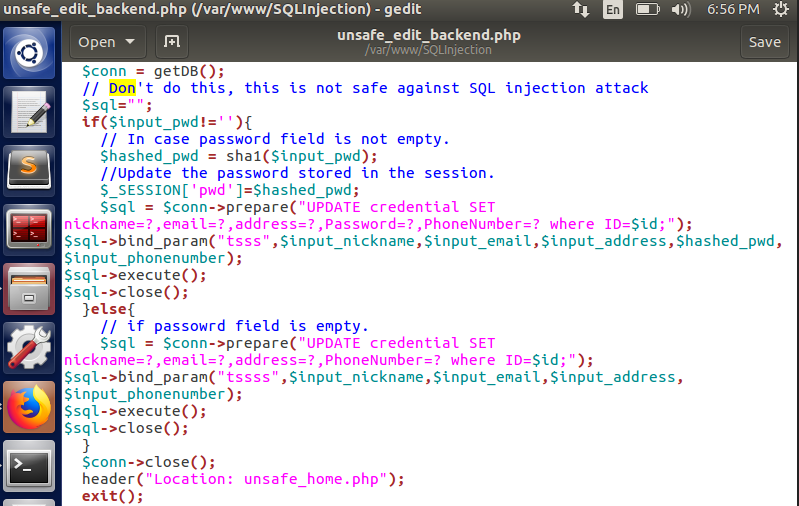 unsafe_edit_backend.php (/var/www/SQLInjection) - gedit
En
6:56 PM
Open
unsafe_edit_backend.php
/var/www/SQLInjection
Save
$conn = getDB();
// Don't do this, this is not safe against SQL injection attack
$sql="";
if($input_pwd!=''){
// In case password field is not empty.
$hashed_pwd = sha1($input_pwd);
//Update the password stored in the session.
$_SESSION['pwd']=$hashed_pwd;
$sql = $conn->prepare("UPDATE credential SET
nickname=?,email=?,address=?,Password=?,PhoneNumber=? where ID=$id;");
$sql->bind_param("tsss",$input_nickname,$input_email,$input_address,$hashed_pwd,
$input_phonenumber);
$sql->execute();
$sql->close();
}else{
// if passowrd field is empty.
$sql = $conn->prepare("UPDATE credential SET
nickname=?,email=?,address=?,PhoneNumber=? where ID=$id;");
$sql->bind_param("tssss",$input_nickname,$input_email,$input_address,
$input_phonenumber);
$sql->execute();
$sql->close();
}
$conn->close();
header("Location: unsafe_home.php");
exit();